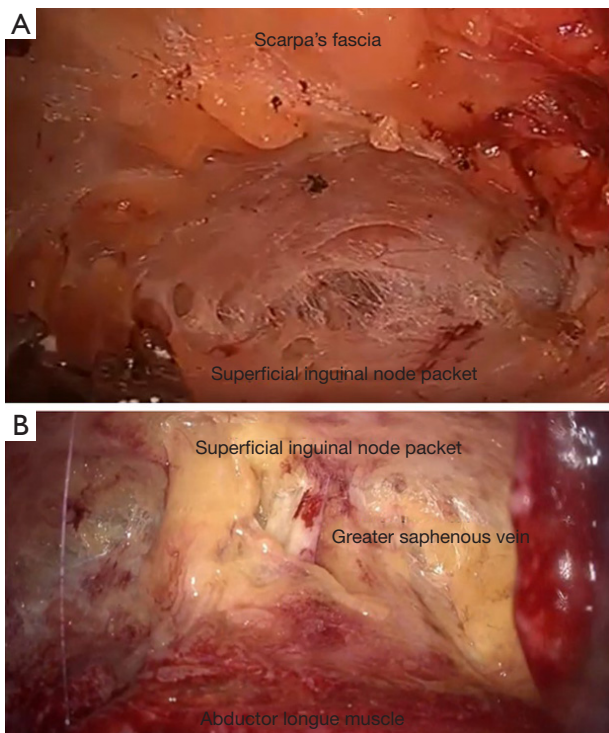 A
Scarpa's fascia
Superficial inguinal node packet
B
Superficial inguinal node packet
Greater saphenous vein
Abductor longue muscle